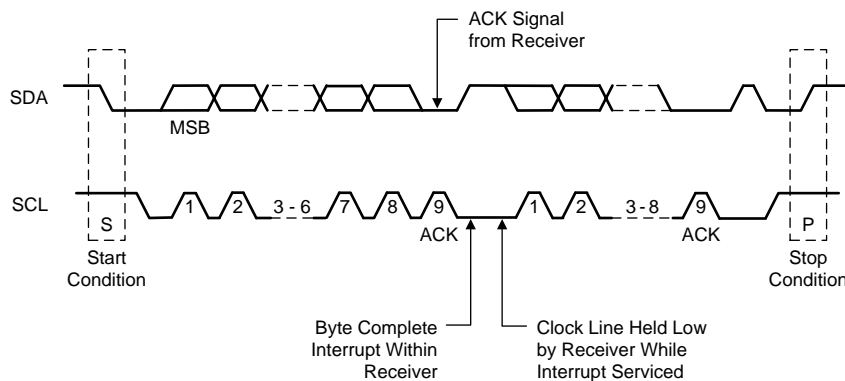 ACK Signal
from Receiver
SDA
MSB
SCL
S
1
2
3 - 6
7
8
9
1
2
3 - 8
9
P
ACK
ACK
Start
Condition
Stop
Condition
Byte Complete
Interrupt Within
Receiver
Clock Line Held Low
by Receiver While
Interrupt Serviced